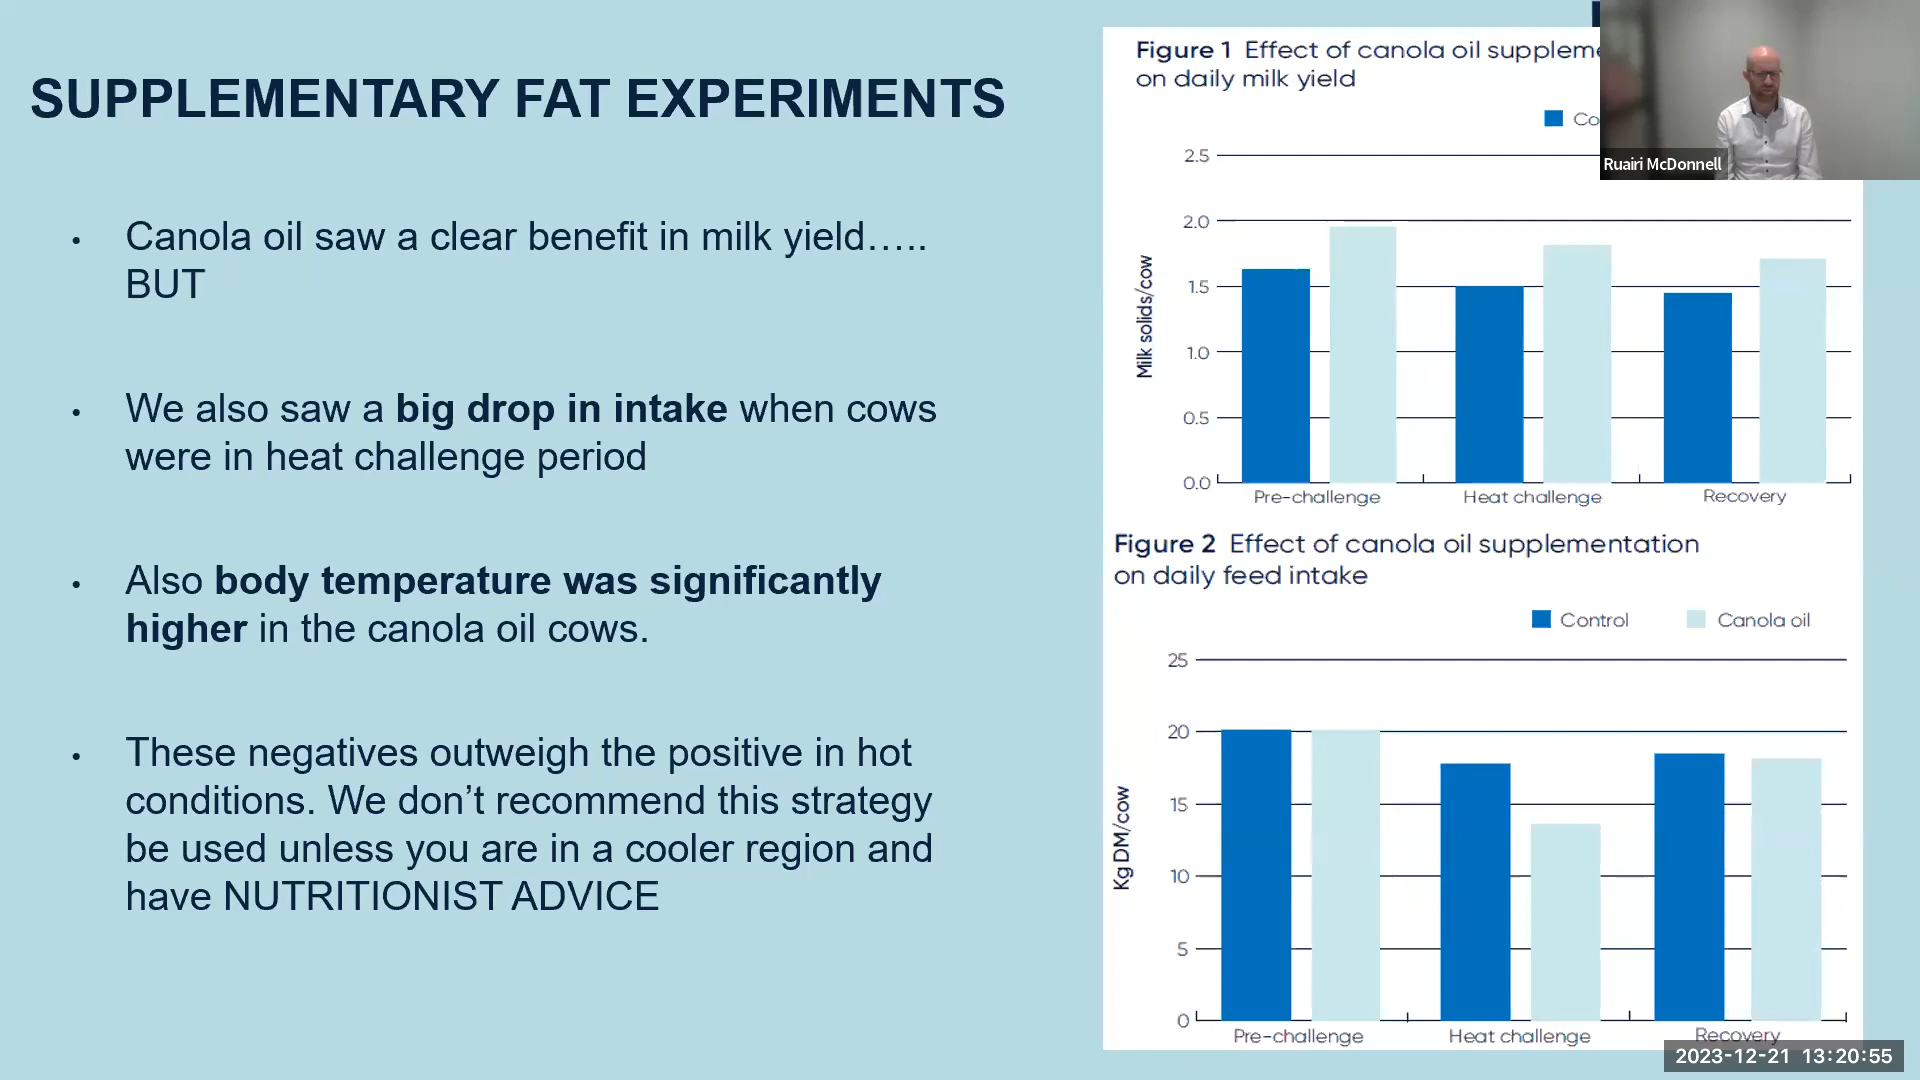 SUPPLEMENTARY FAT EXPERIMENTS
• Canola oil saw a clear benefit in milk yield…..
BUT
• We also saw a big drop in intake when cows
were in heat challenge period
• Also body temperature was significantly
higher in the canola oil cows.
• These negatives outweigh the positive in hot
conditions. We don’t recommend this strategy
be used unless you are in a cooler region and
have NUTRITIONIST ADVICE
Figure 1 Effect of canola oil
on daily milk yield
Milk solids/cow
2.5
2.0
1.5
1.0
0.5
0.0
Pre-challenge Heat challenge Recovery
Figure 2 Effect of canola oil supplementation
on daily feed intake
Control Canola oil
Kg DM/cow
25
20
15
10
5
0
Pre-challenge Heat challenge Recovery
Ruairi McDonnell
2023-12-21 13:20:55